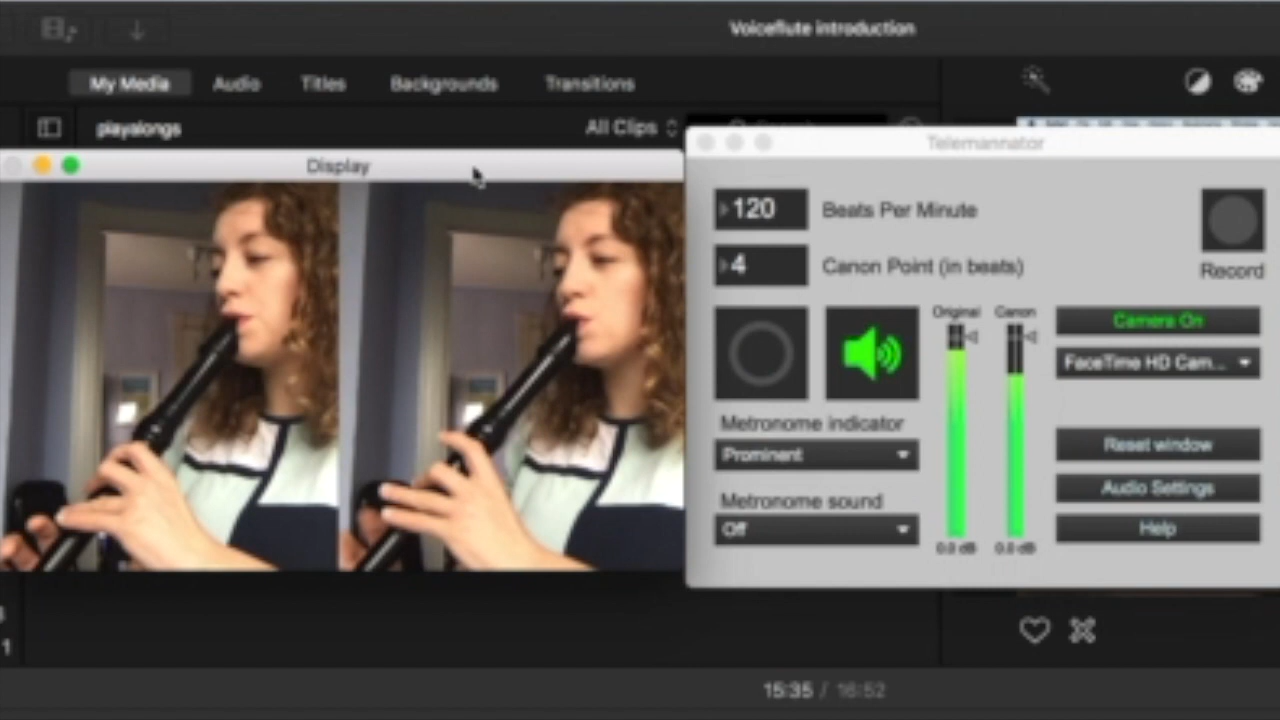 Voiceflute introduction
My Media Audio Titles Backgrounds Transitions
playalongs All Clips
Display
Telemannator
120 Beats Per Minute
4 Canon Point (in beats)
Record
Original Canon
Camera On
FaceTime HD Cam...
Metronome indicator
Prominent
Reset window
Audio Settings
Metronome sound
Off
Help
0.0 dB 0.0 dB
1
15:35 / 16:52